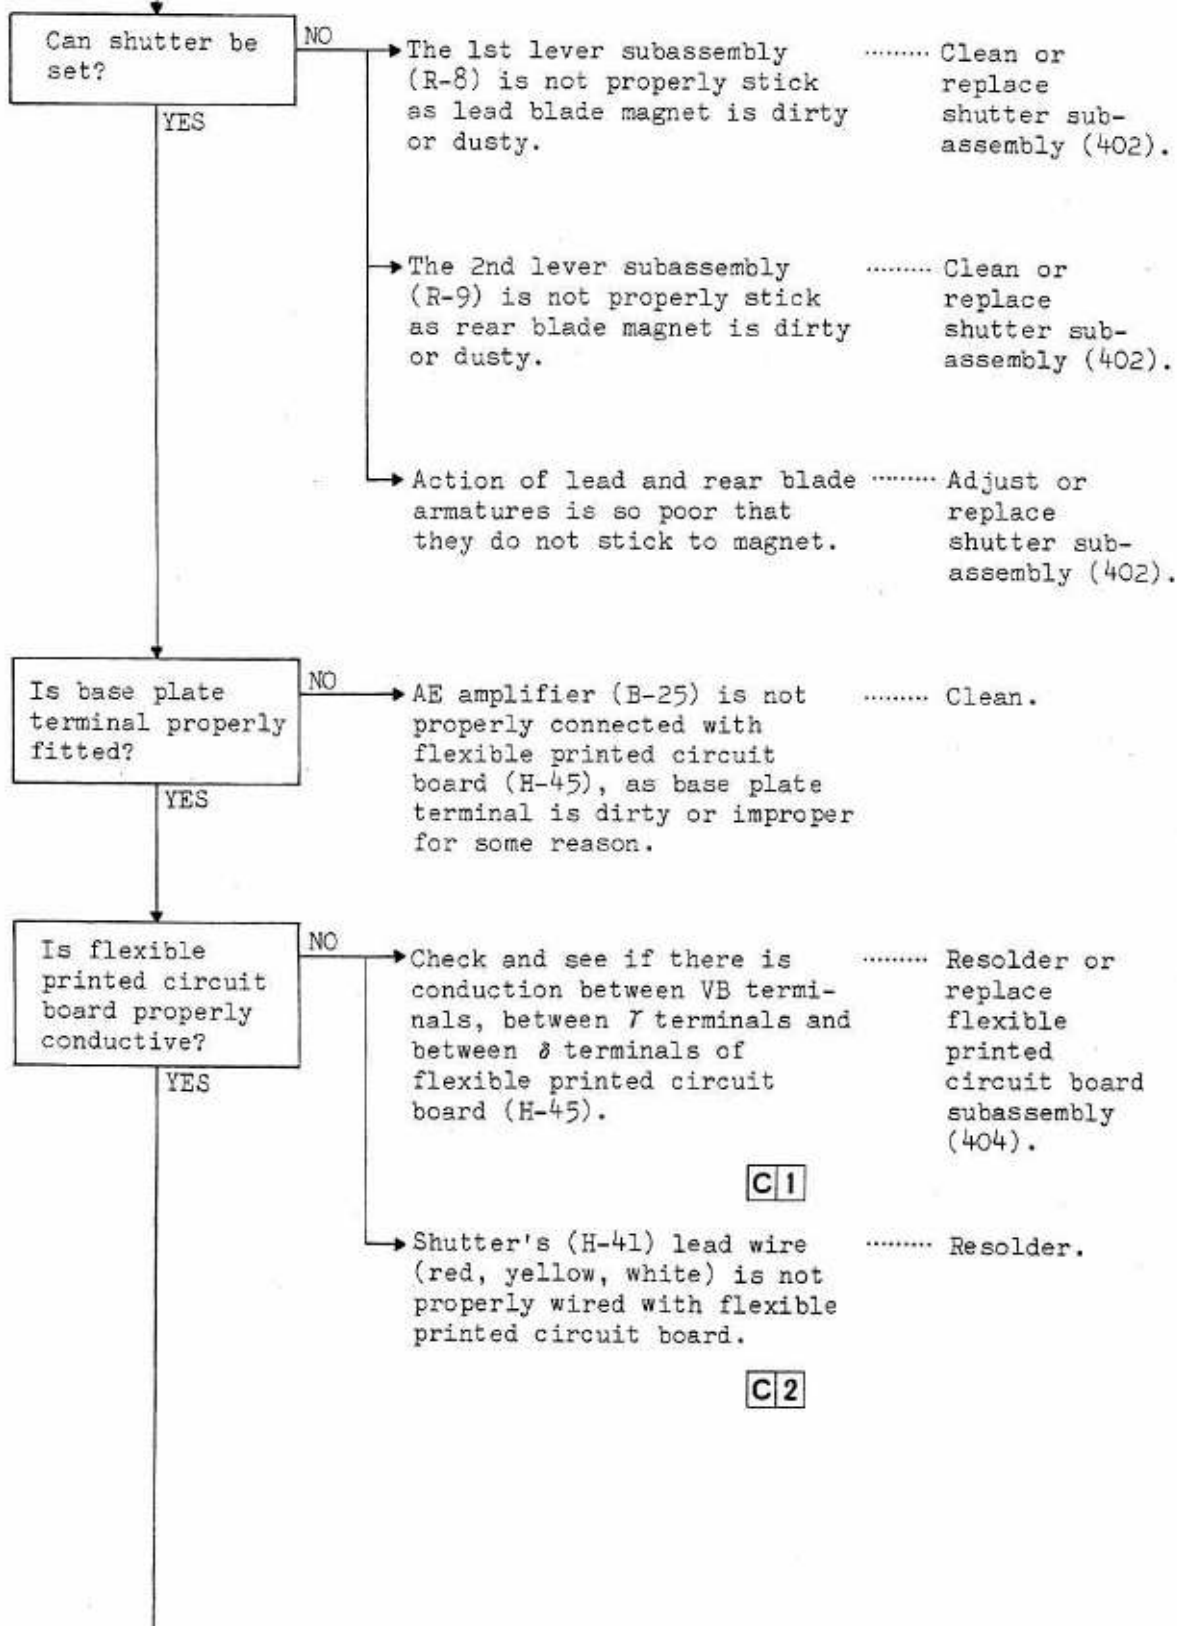 Can shutter be
set?
NO
YES
The 1st lever subassembly
(R-8) is not properly stick
as lead blade magnet is dirty
or dusty.
......... Clean or
replace
shutter sub-
assembly (402).
The 2nd lever subassembly
(R-9) is not properly stick
as rear blade magnet is dirty
or dusty.
......... Clean or
replace
shutter sub-
assembly (402).
Action of lead and rear blade
armatures is so poor that
they do not stick to magnet.
......... Adjust or
replace
shutter sub-
assembly (402).
Is base plate
terminal properly
fitted?
NO
YES
AE amplifier (B-25) is not
properly connected with
flexible printed circuit
board (H-45), as base plate
terminal is dirty or improper
for some reason.
......... Clean.
Is flexible
printed circuit
board properly
conductive?
NO
YES
Check and see if there is
conduction between VB termi-
nals, between γ terminals and
between δ terminals of
flexible printed circuit
board (H-45).
......... Resolder or
replace
flexible
printed
circuit board
subassembly
(404).
C 1
Shutter's (H-41) lead wire
(red, yellow, white) is not
properly wired with flexible
printed circuit board.
......... Resolder.
C 2